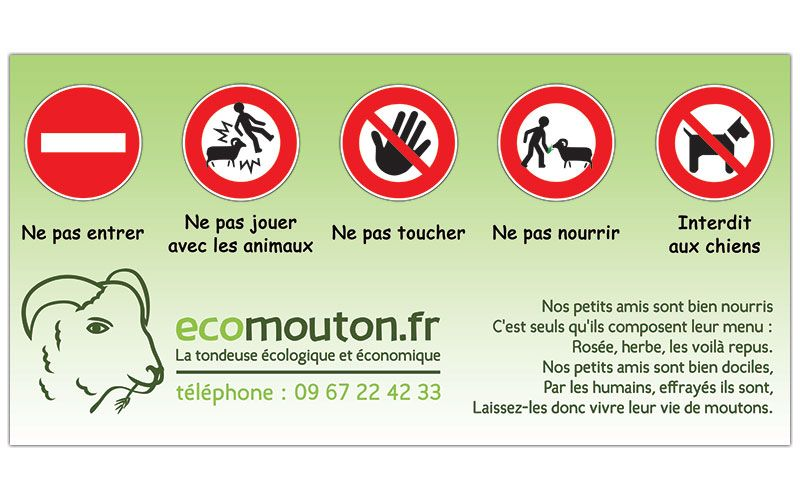 Ne pas entrer
Ne pas jouer
avec les animaux
Ne pas toucher
Ne pas nourrir
Interdit
aux chiens
ecomouton.fr
La tondeuse écologique et économique
téléphone : 09 67 22 42 33
Nos petits amis sont bien nourris
C'est seuls qu'ils composent leur menu :
Rosée, herbe, les voilà repus.
Nos petits amis sont bien dociles,
Par les humains, effrayés ils sont,
Laissez-les donc vivre leur vie de moutons.